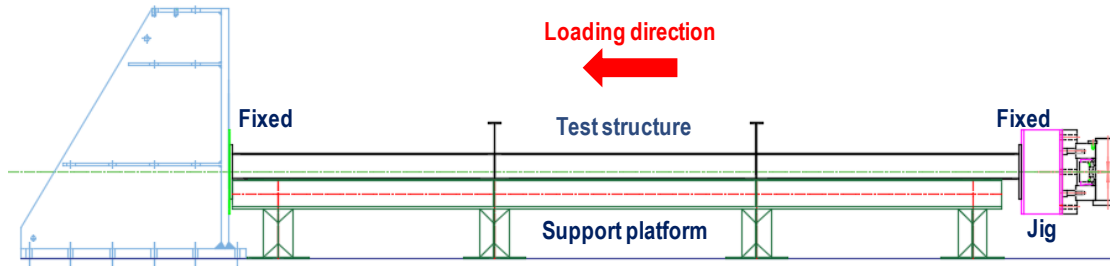 Loading direction
Fixed
Test structure
Fixed
Support platform
Jig